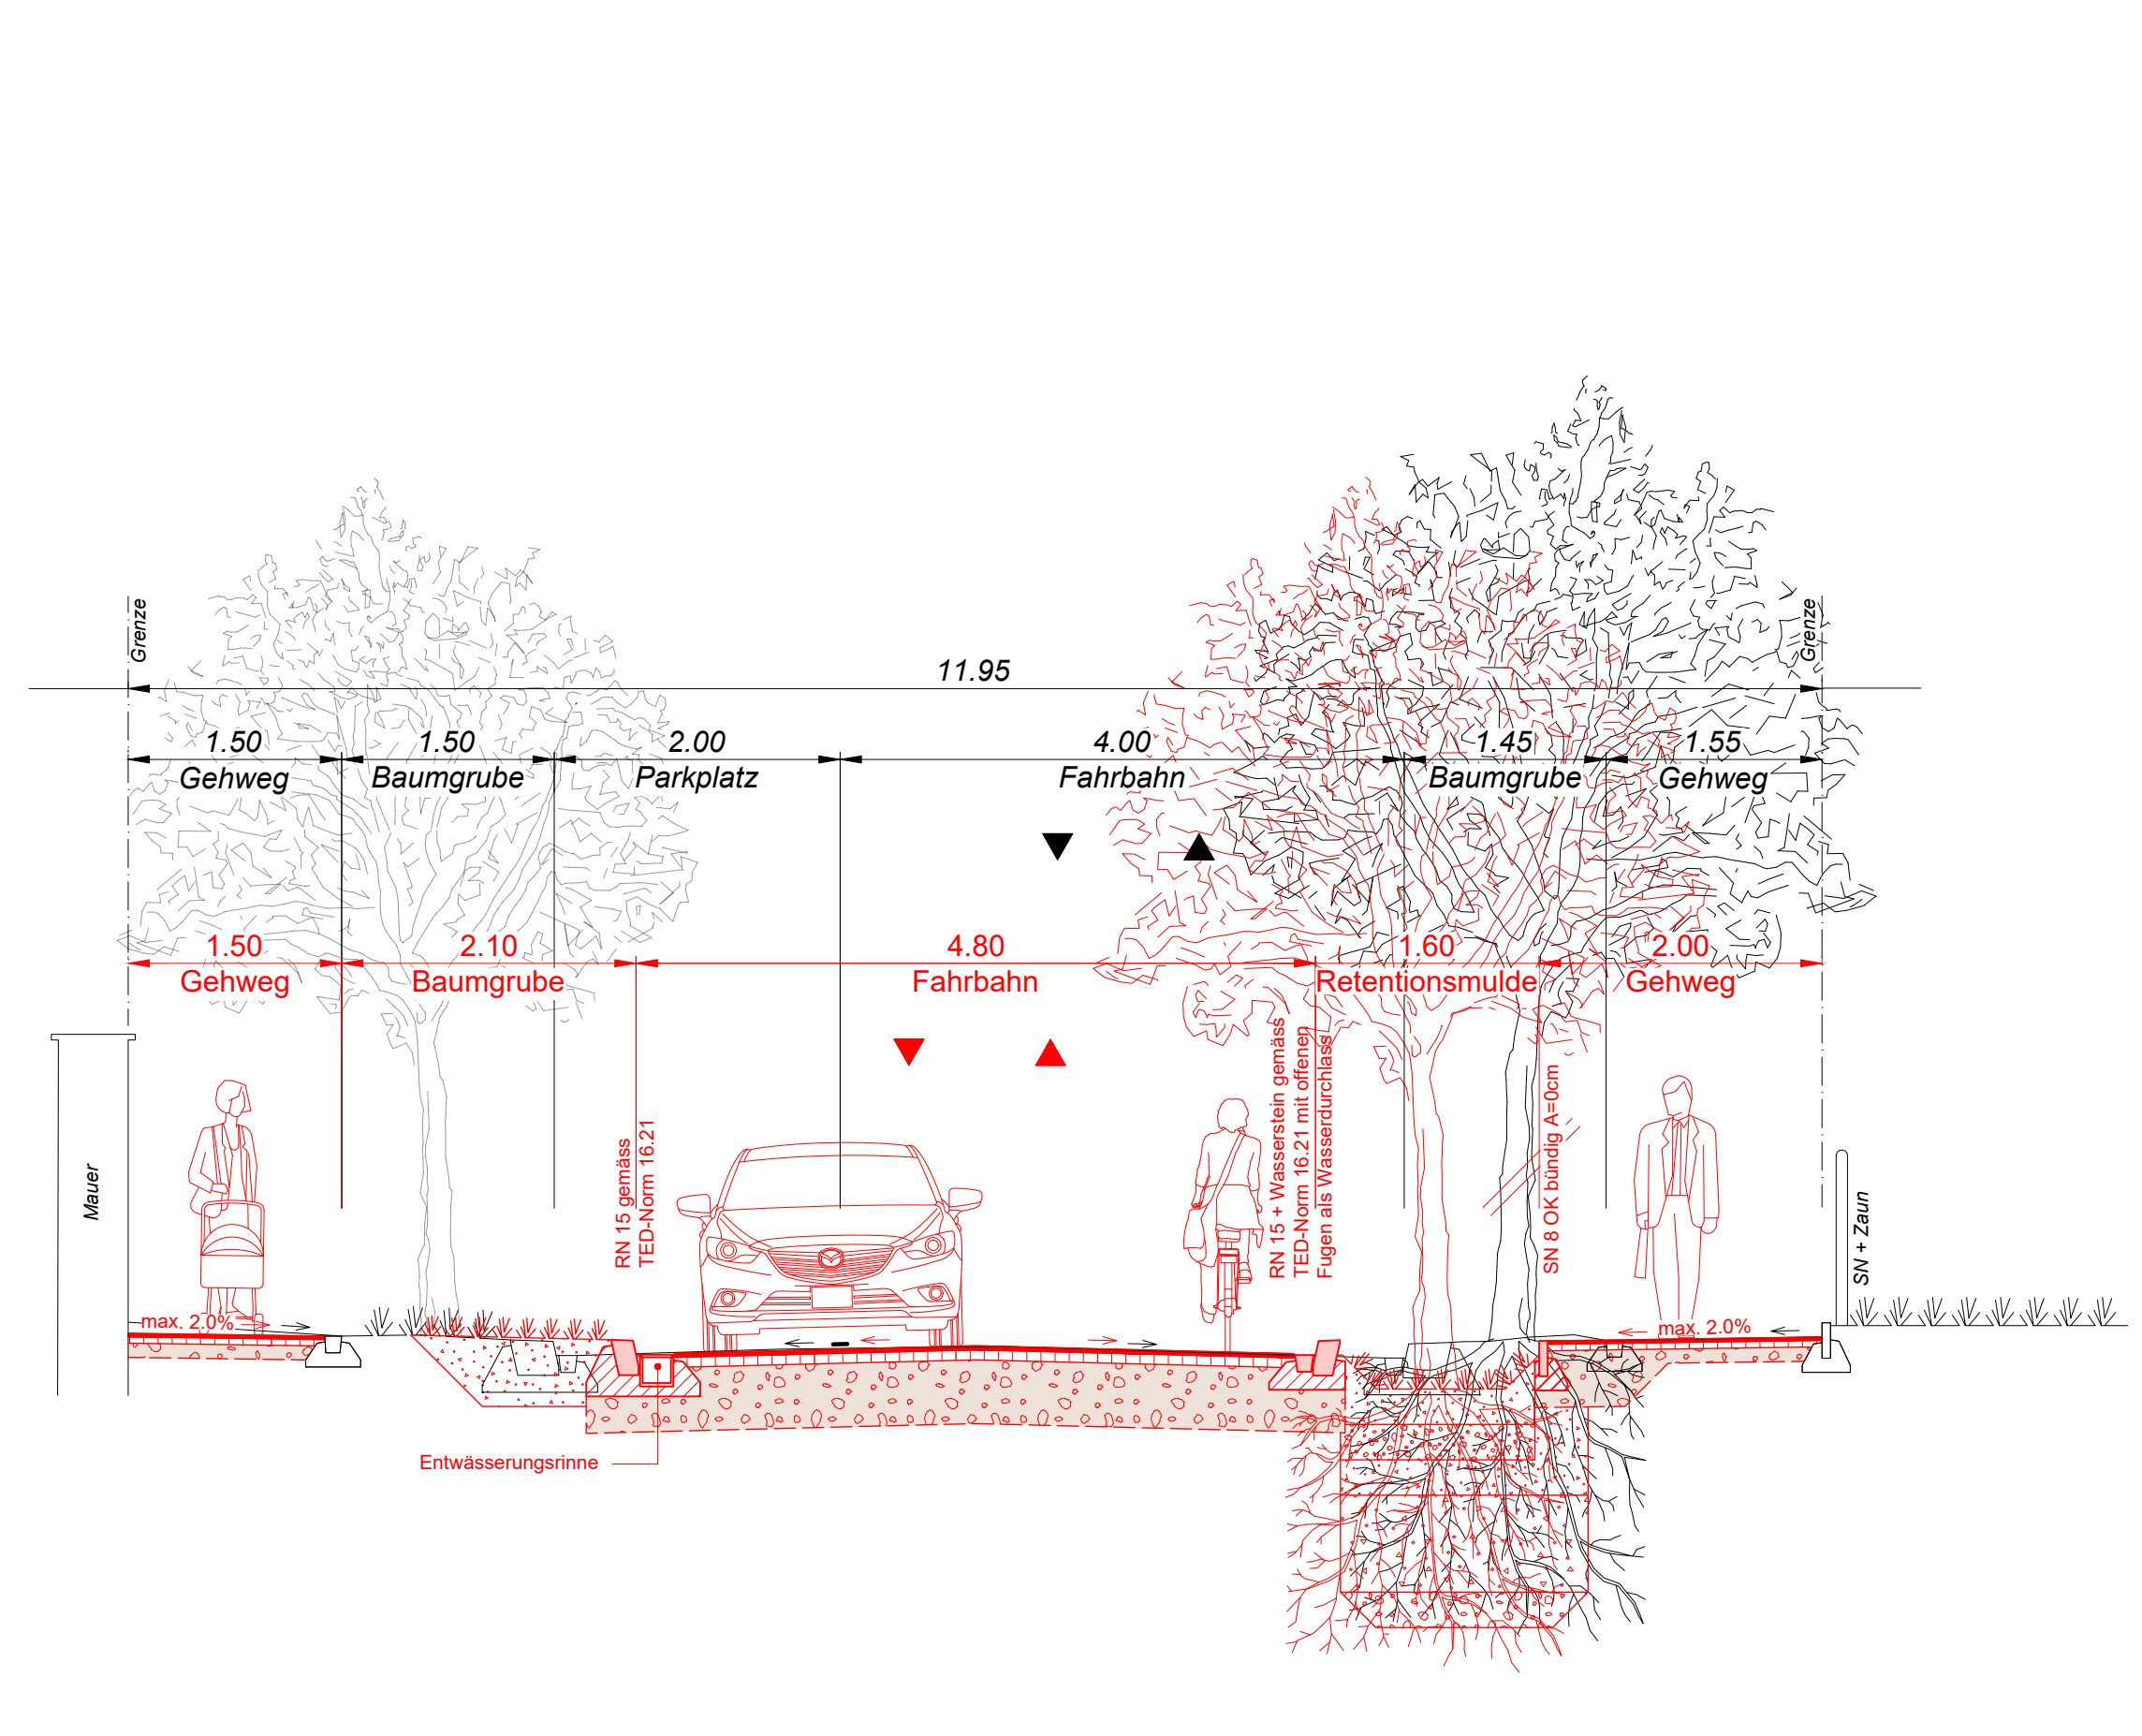 Grenze
Grenze
11.95
1.50
1.50
2.00
4.00
1.45
1.55
Gehweg
Baumgrube
Parkplatz
Fahrbahn
Baumgrube
Gehweg
1.50
2.10
4.80
1.60
2.00
Gehweg
Baumgrube
Fahrbahn
Retentionsmulde
Gehweg
Mauer
RN 15 gemäss
TED-Norm 16.21
RN 15 + Wasserstein gemäss
TED-Norm 16.21 mit offenen
Fugen als Wasserdurchlass
SN 8 OK bündig A=0cm
SN + Zaun
max. 2.0%
max. 2.0%
Entwässerungsrinne